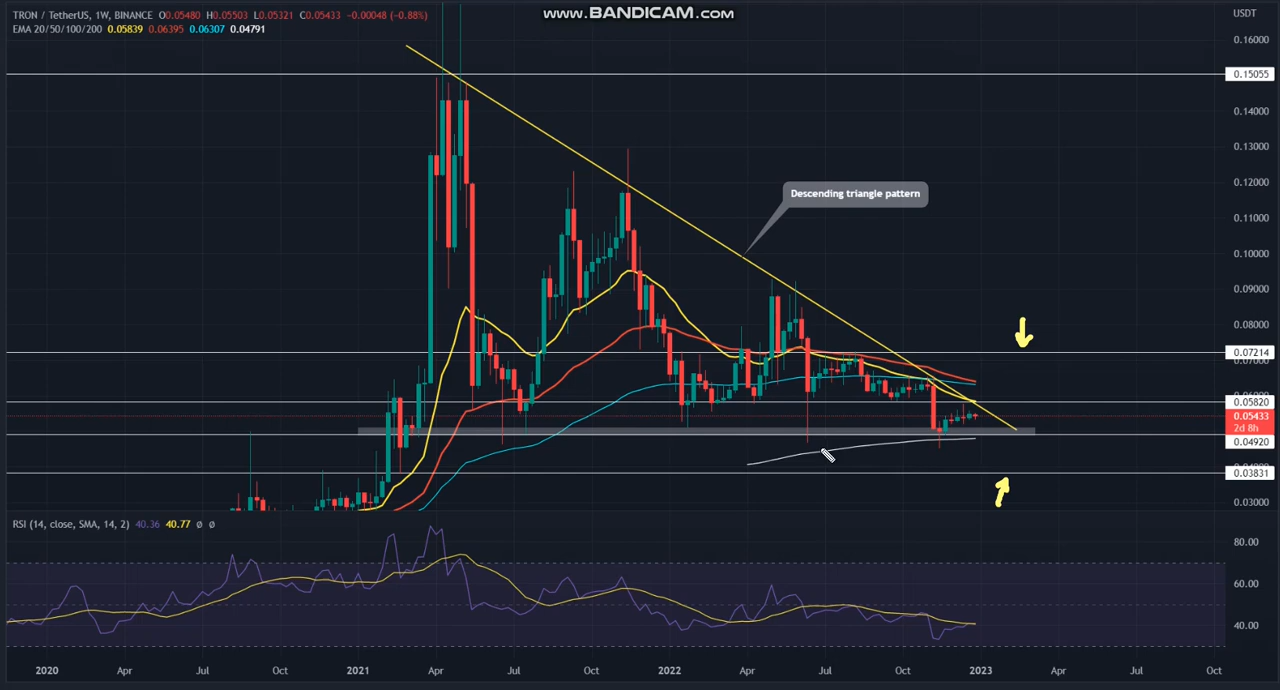 www.BANDICAM.com
TRON / TetherUS, 1W, BINANCE O0.05480 H0.05503 L0.05321 C0.05433 -0.00048 (-0.88%)
USDT
EMA 20/50/100/200 0.05839 0.06395 0.06307 0.04791
0.16000
0.15055
0.14000
0.13000
0.12000
Descending triangle pattern
0.11000
0.10000
0.09000
0.08000
0.07214
0.05820
0.05433
2d 8h
0.04920
0.03831
0.03000
RSI (14, close, SMA, 14, 2) 40.36 40.77 ø ø
80.00
60.00
40.00
2020 Apr Jul Oct 2021 Apr Jul Oct 2022 Apr Jul Oct 2023 Apr Jul Oct